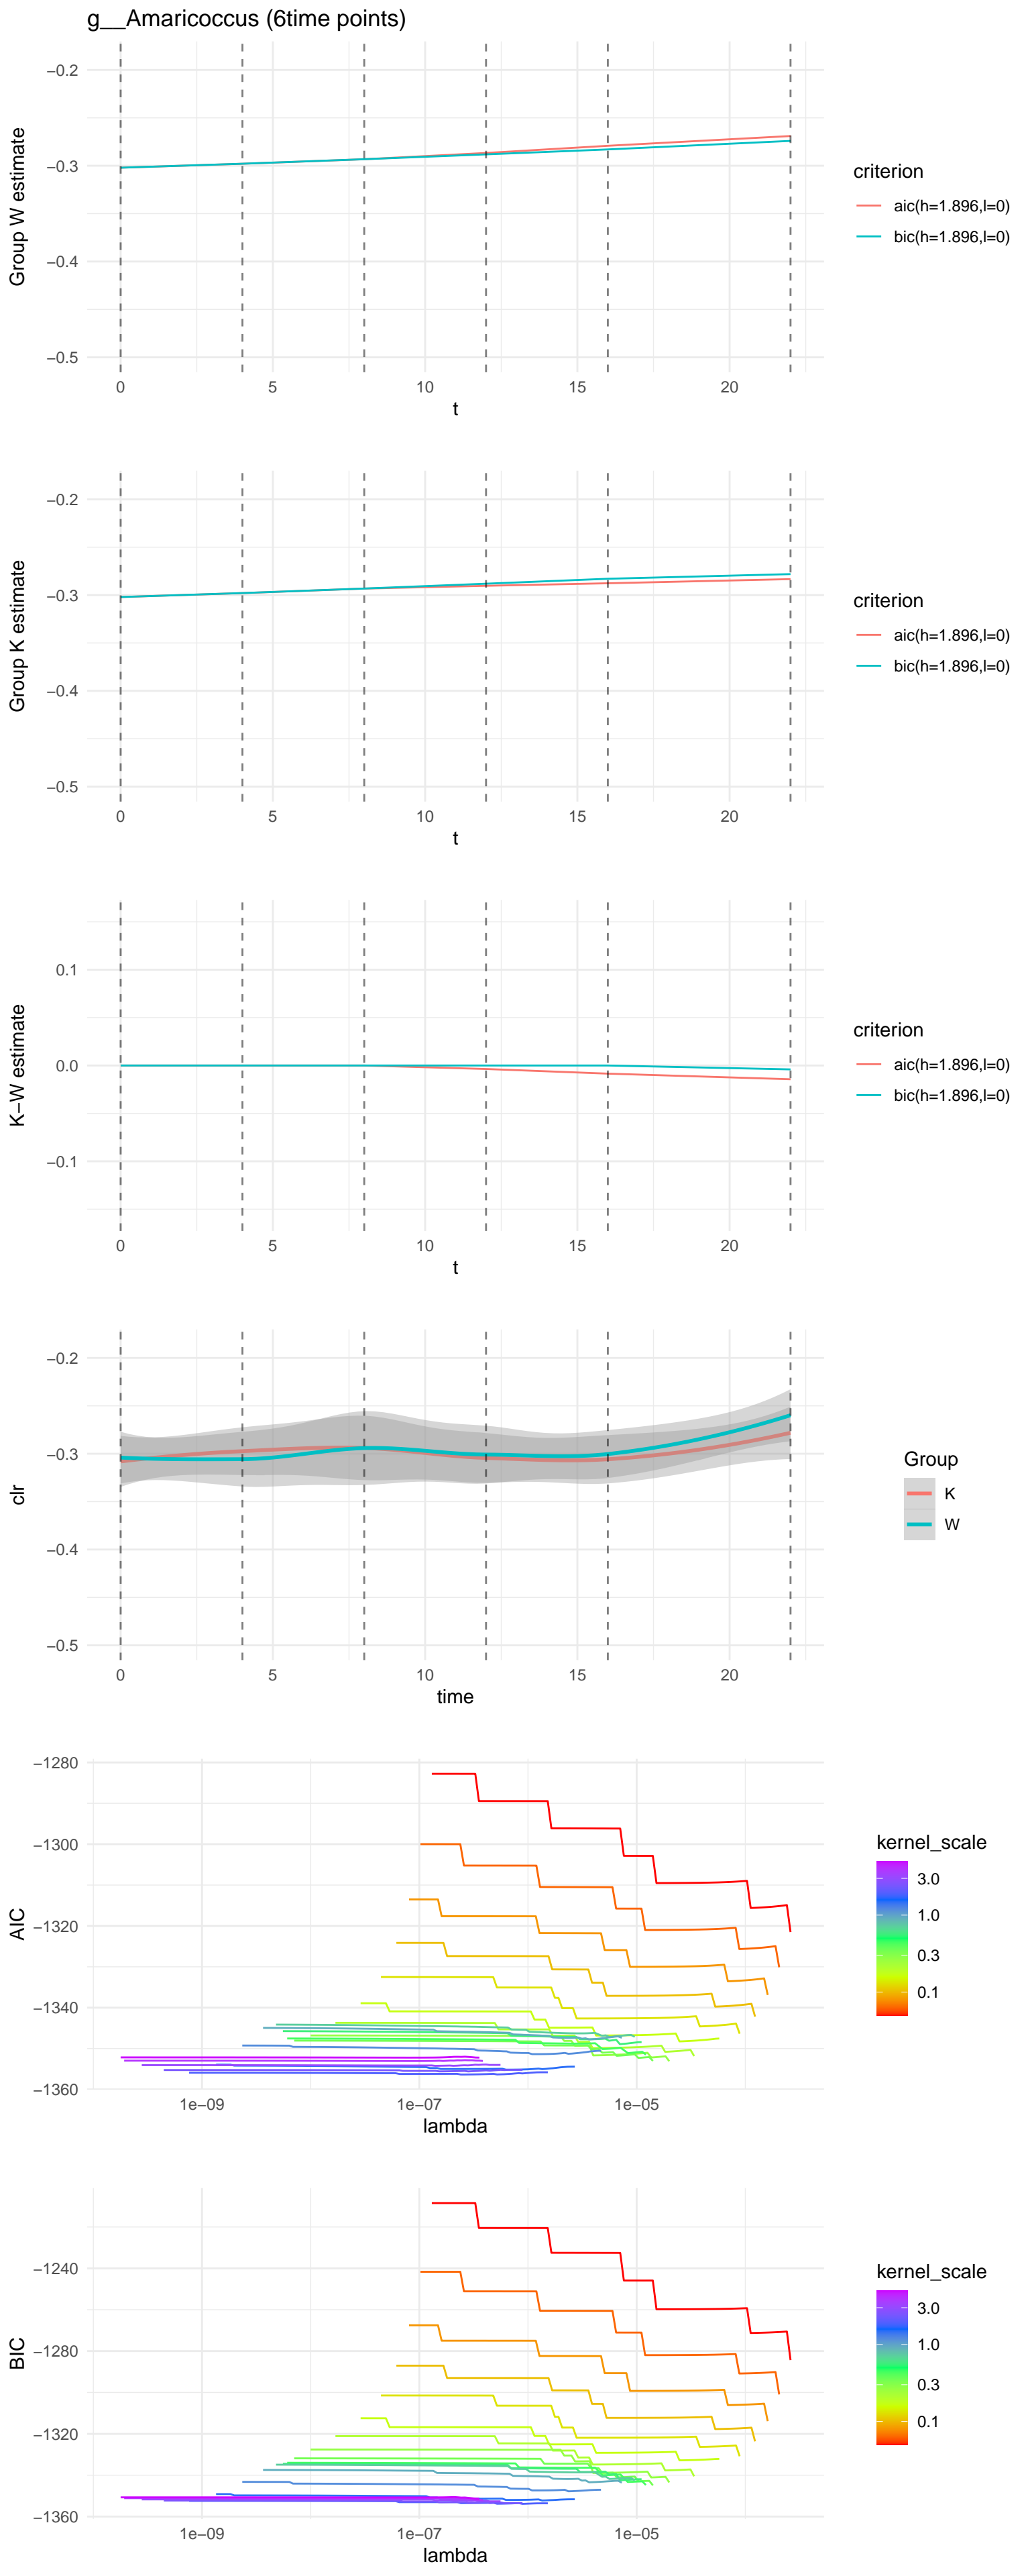 g__Amaricoccus (6time points)
−0.2
−0.3
−0.4
−0.5
Group W estimate
0 5 10 15 20
t
criterion
aic(h=1.896,l=0)
bic(h=1.896,l=0)
−0.2
−0.3
−0.4
−0.5
Group K estimate
0 5 10 15 20
t
criterion
aic(h=1.896,l=0)
bic(h=1.896,l=0)
0.1
0.0
−0.1
K−W estimate
0 5 10 15 20
t
criterion
aic(h=1.896,l=0)
bic(h=1.896,l=0)
−0.2
−0.3
−0.4
−0.5
clr
0 5 10 15 20
time
Group
K
W
−1280
−1300
−1320
−1340
−1360
AIC
1e−09 1e−07 1e−05
lambda
kernel_scale
3.0
1.0
0.3
0.1
−1240
−1280
−1320
−1360
BIC
1e−09 1e−07 1e−05
lambda
kernel_scale
3.0
1.0
0.3
0.1